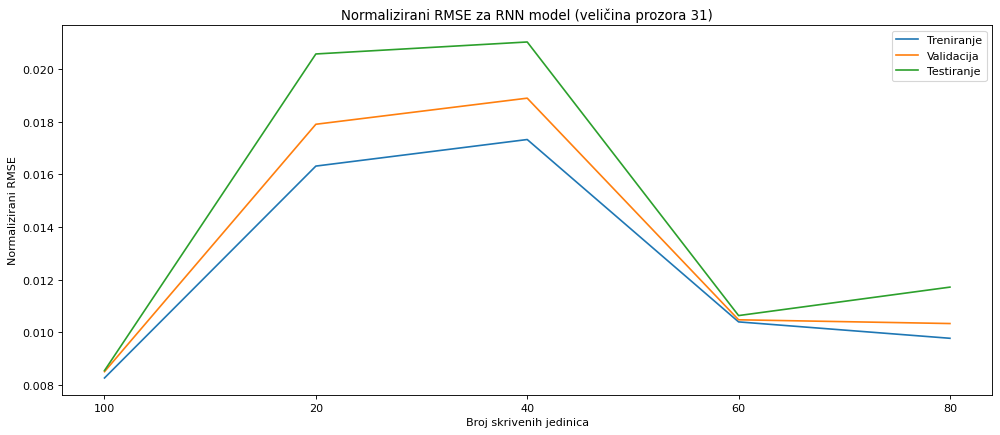 Normalizirani RMSE za RNN model (veličina prozora 31)
Treniranje
Validacija
Testiranje
Normalizirani RMSE
0.020
0.018
0.016
0.014
0.012
0.010
0.008
100 20 40 60 80
Broj skrivenih jedinica